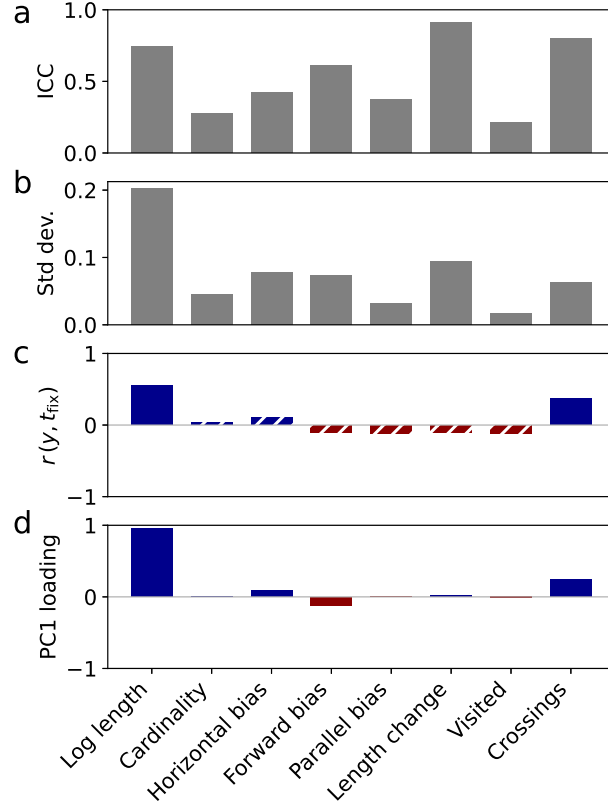 a
1.0
0.5
0.0
ICC
b
0.2
0.1
0.0
Std dev.
c
1
0
−1
r(y, t_fix)
d
1
0
−1
PC1 loading
Log length
Cardinality
Horizontal bias
Forward bias
Parallel bias
Length change
Visited
Crossings